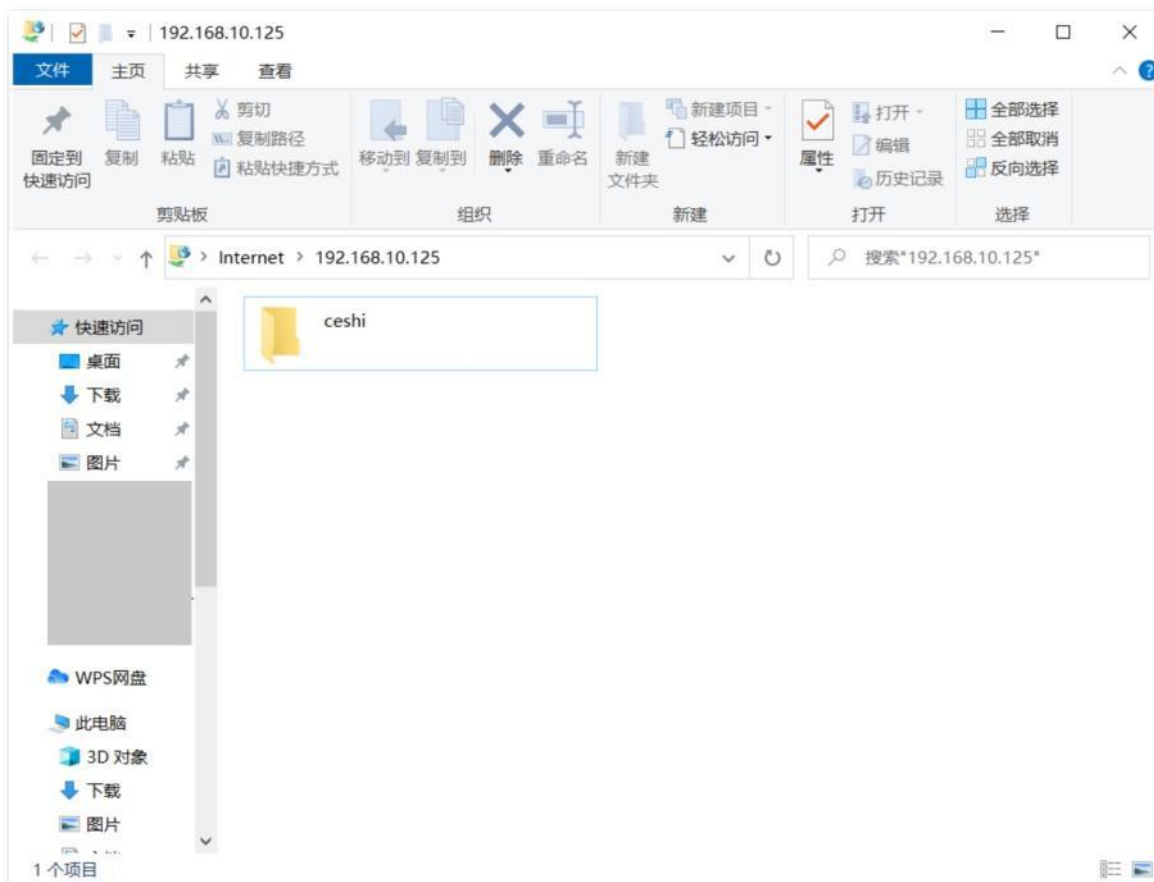 192.168.10.125
文件 主页 共享 查看
固定到
快速访问
复制
粘贴
剪切
复制路径
粘贴快捷方式
移动到 复制到 删除 重命名
新建
文件夹
新建项目
轻松访问
属性
打开
编辑
历史记录
全部选择
全部取消
反向选择
剪贴板 组织 新建 打开 选择
Internet > 192.168.10.125
搜索"192.168.10.125"
快速访问
桌面
下载
文档
图片
WPS网盘
此电脑
3D 对象
下载
图片
ceshi
1 个项目